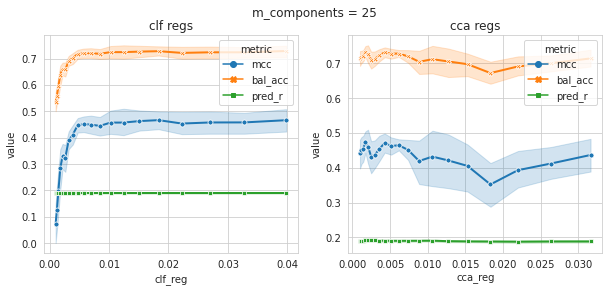 m_components = 25
clf regs
cca regs
metric
mcc
bal_acc
pred_r
metric
mcc
bal_acc
pred_r
value
0.7
0.6
0.5
0.4
0.3
0.2
0.1
0.0
value
0.7
0.6
0.5
0.4
0.3
0.2
0.00
0.01
0.02
0.03
0.04
0.000
0.005
0.010
0.015
0.020
0.025
0.030
clf_reg
cca_reg